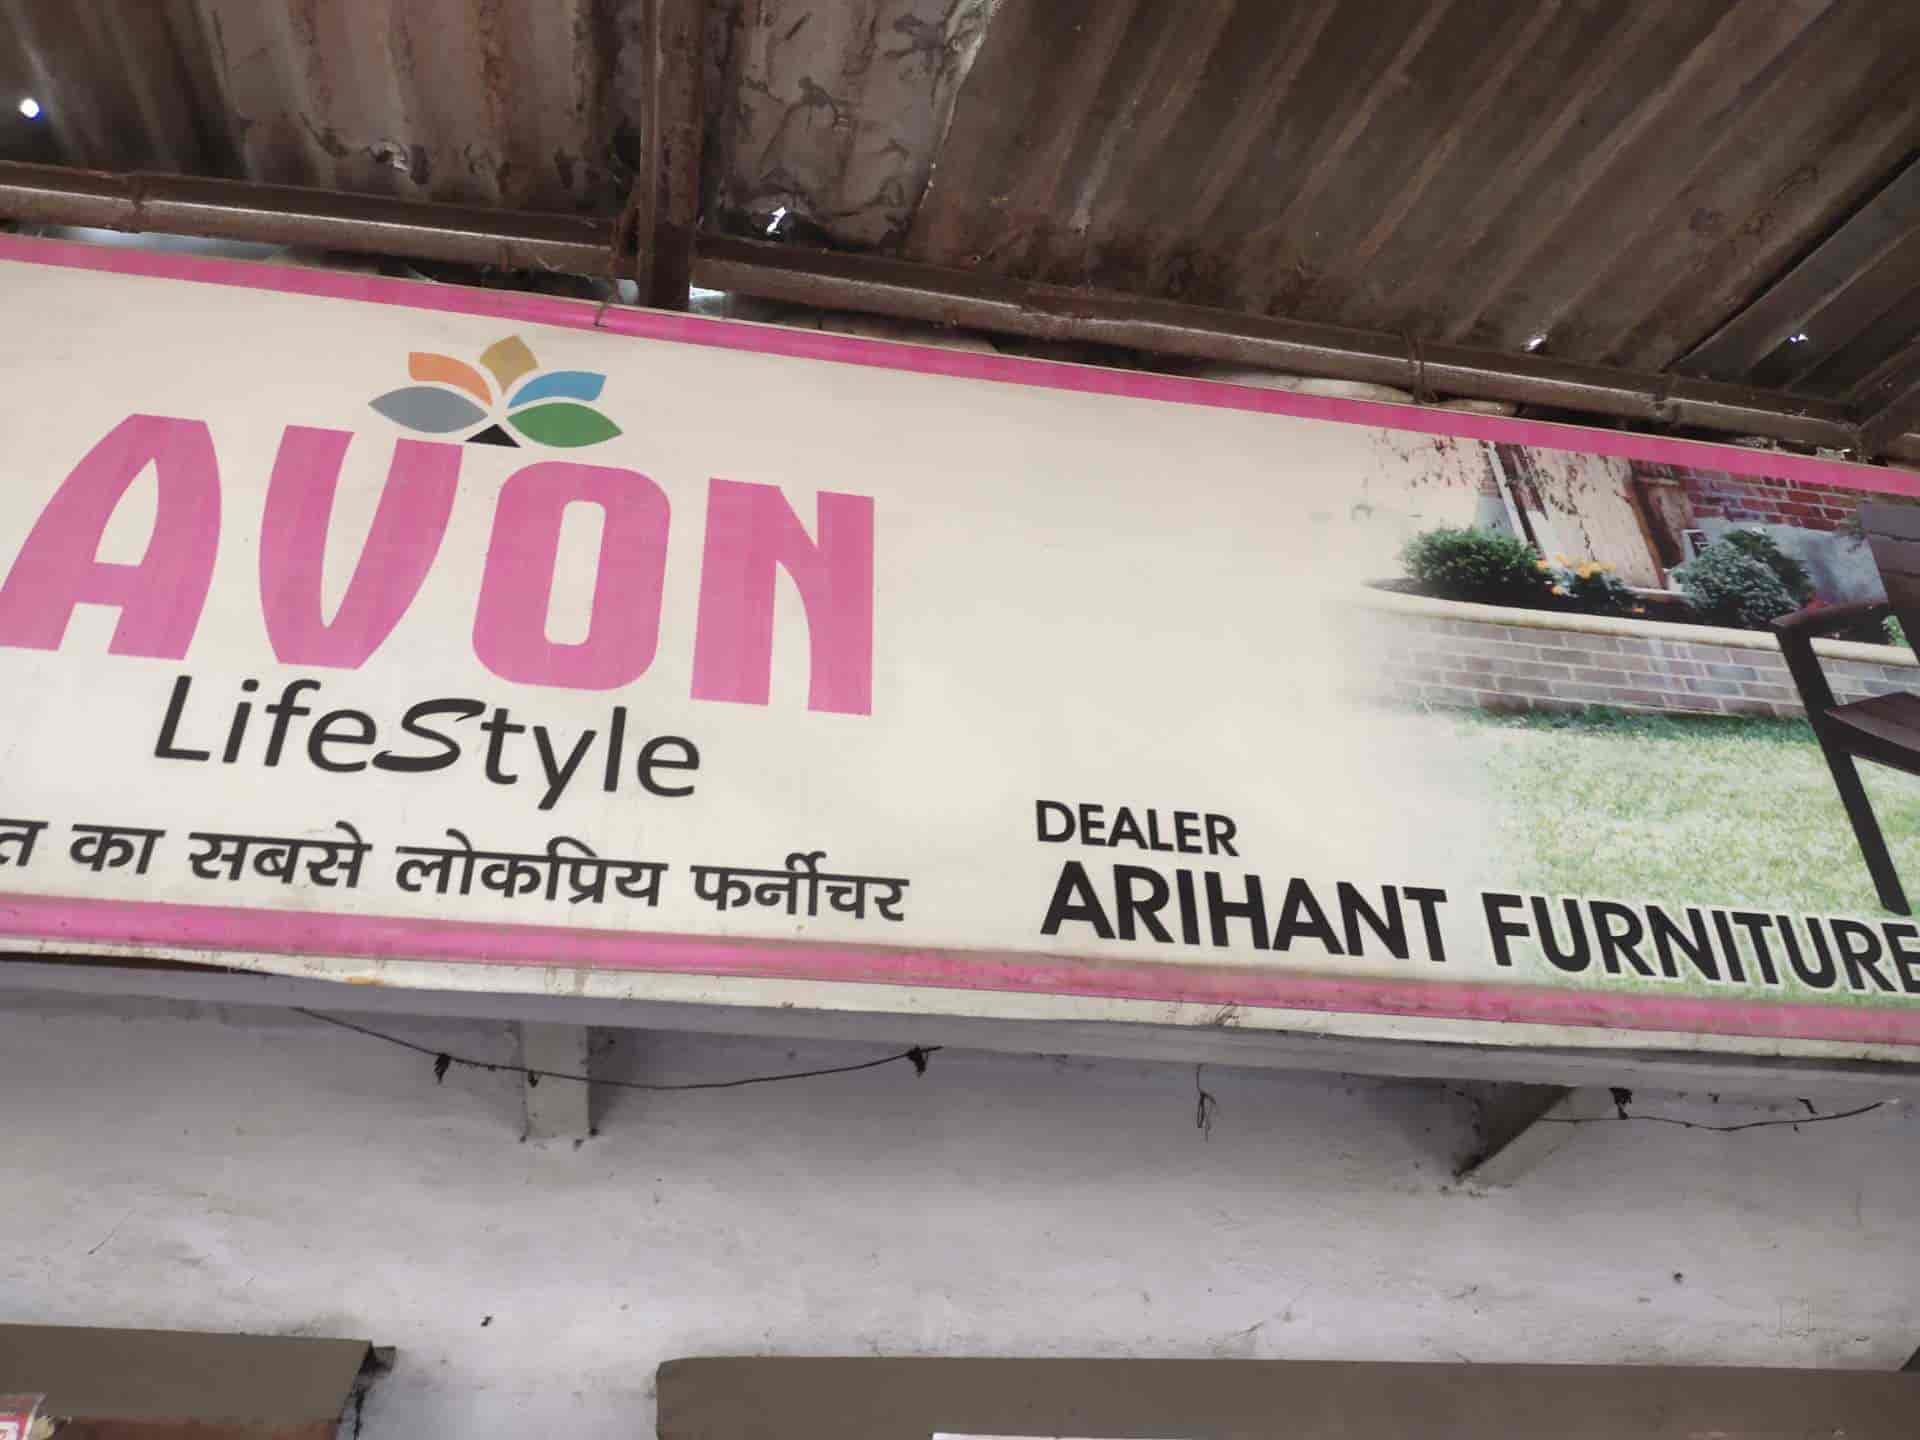 AVON
LifeStyle
का सबसे लोकप्रिय फर्नीचर
DEALER
ARIHANT FURNITURE